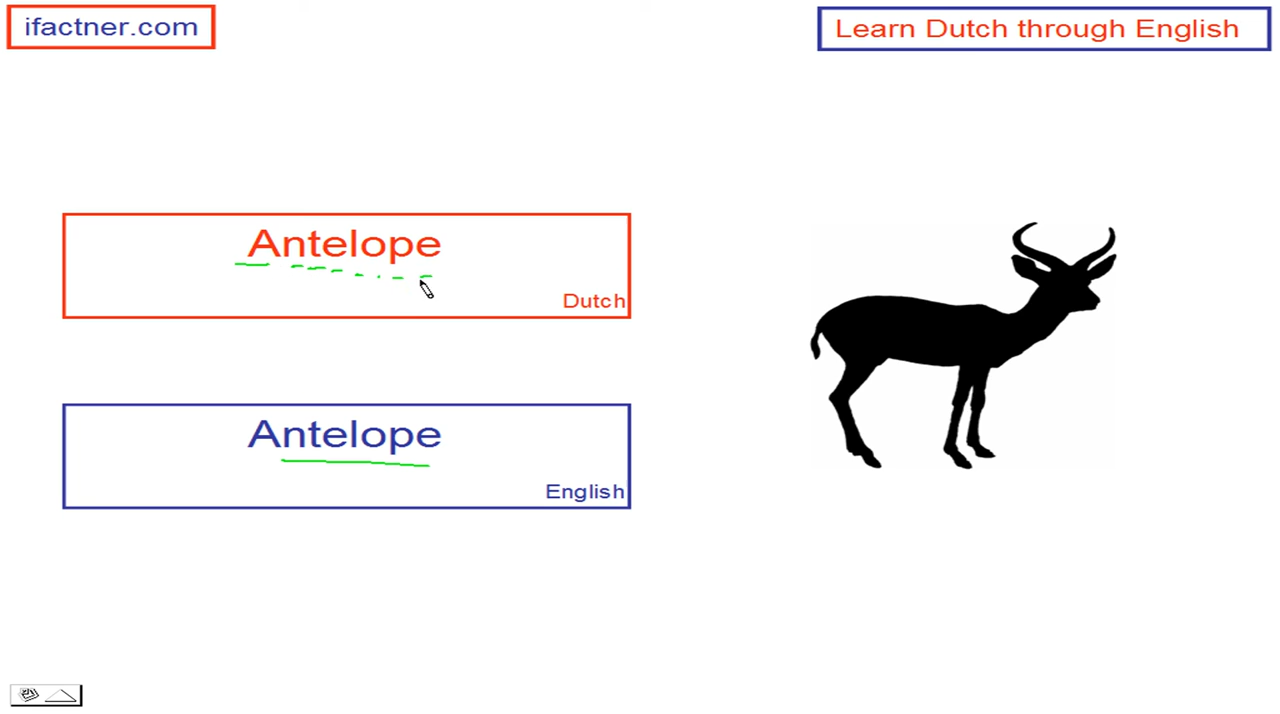 ifactner.com
Learn Dutch through English
Antelope
Dutch
Antelope
English